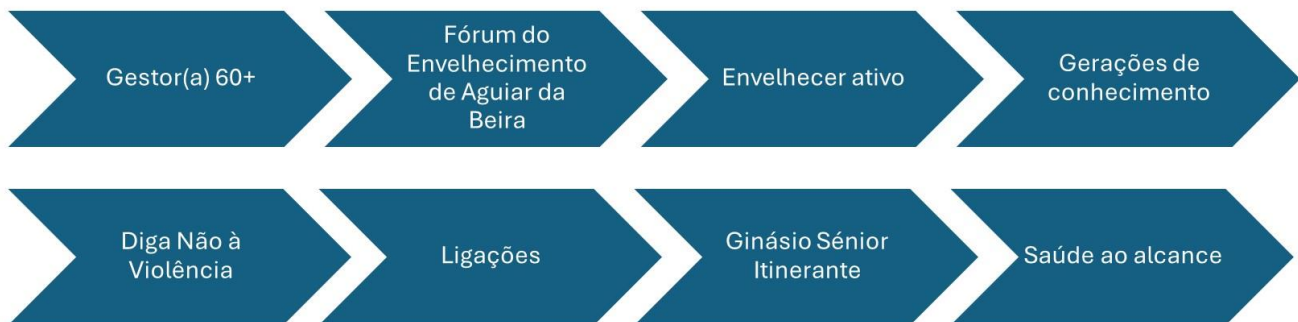 Gestor(a) 60+
Fórum do
Envelhecimento
de Aguiar da
Beira
Envelhecer ativo
Gerações de
conhecimento
Diga Não à
Violência
Ligações
Ginásio Sénior
Itinerante
Saúde ao alcance